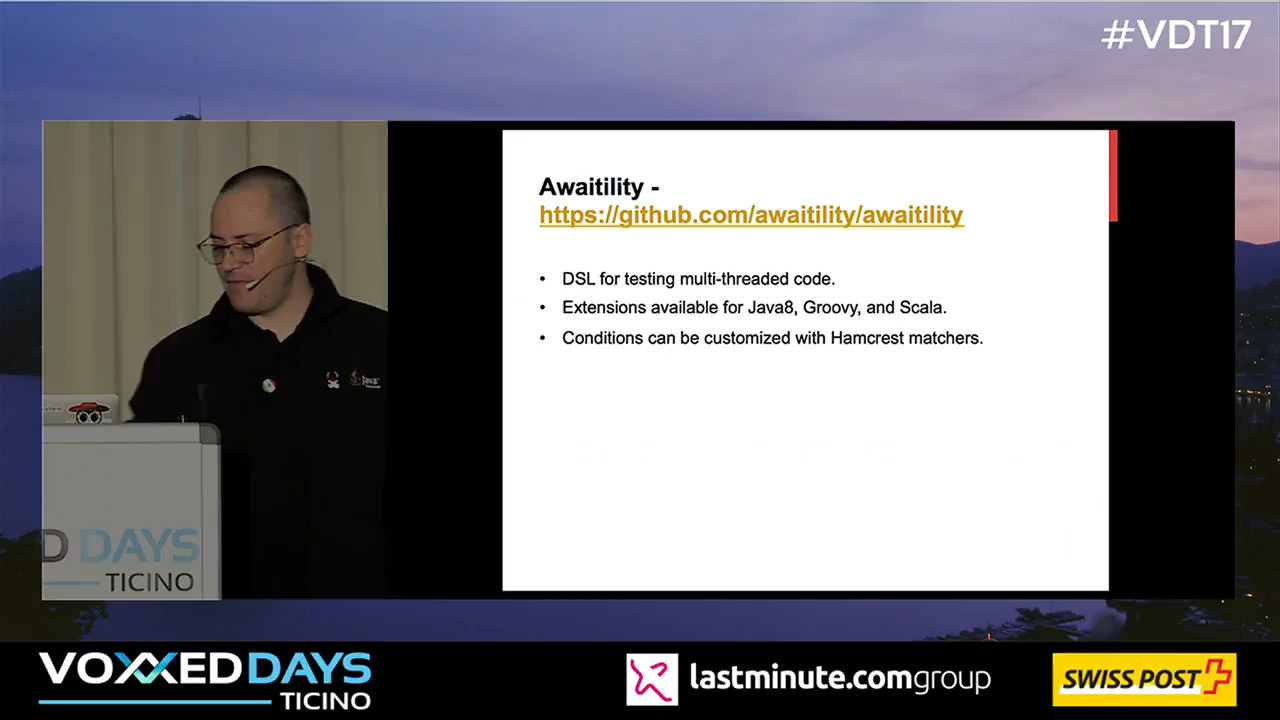 #VDT17
Awaitility -
https://github.com/awaitility/awaitility
• DSL for testing multi-threaded code.
• Extensions available for Java8, Groovy, and Scala.
• Conditions can be customized with Hamcrest matchers.
Java
D DAYS
TICINO
VOXXED DAYS
TICINO
lastminute.com group
SWISS POST